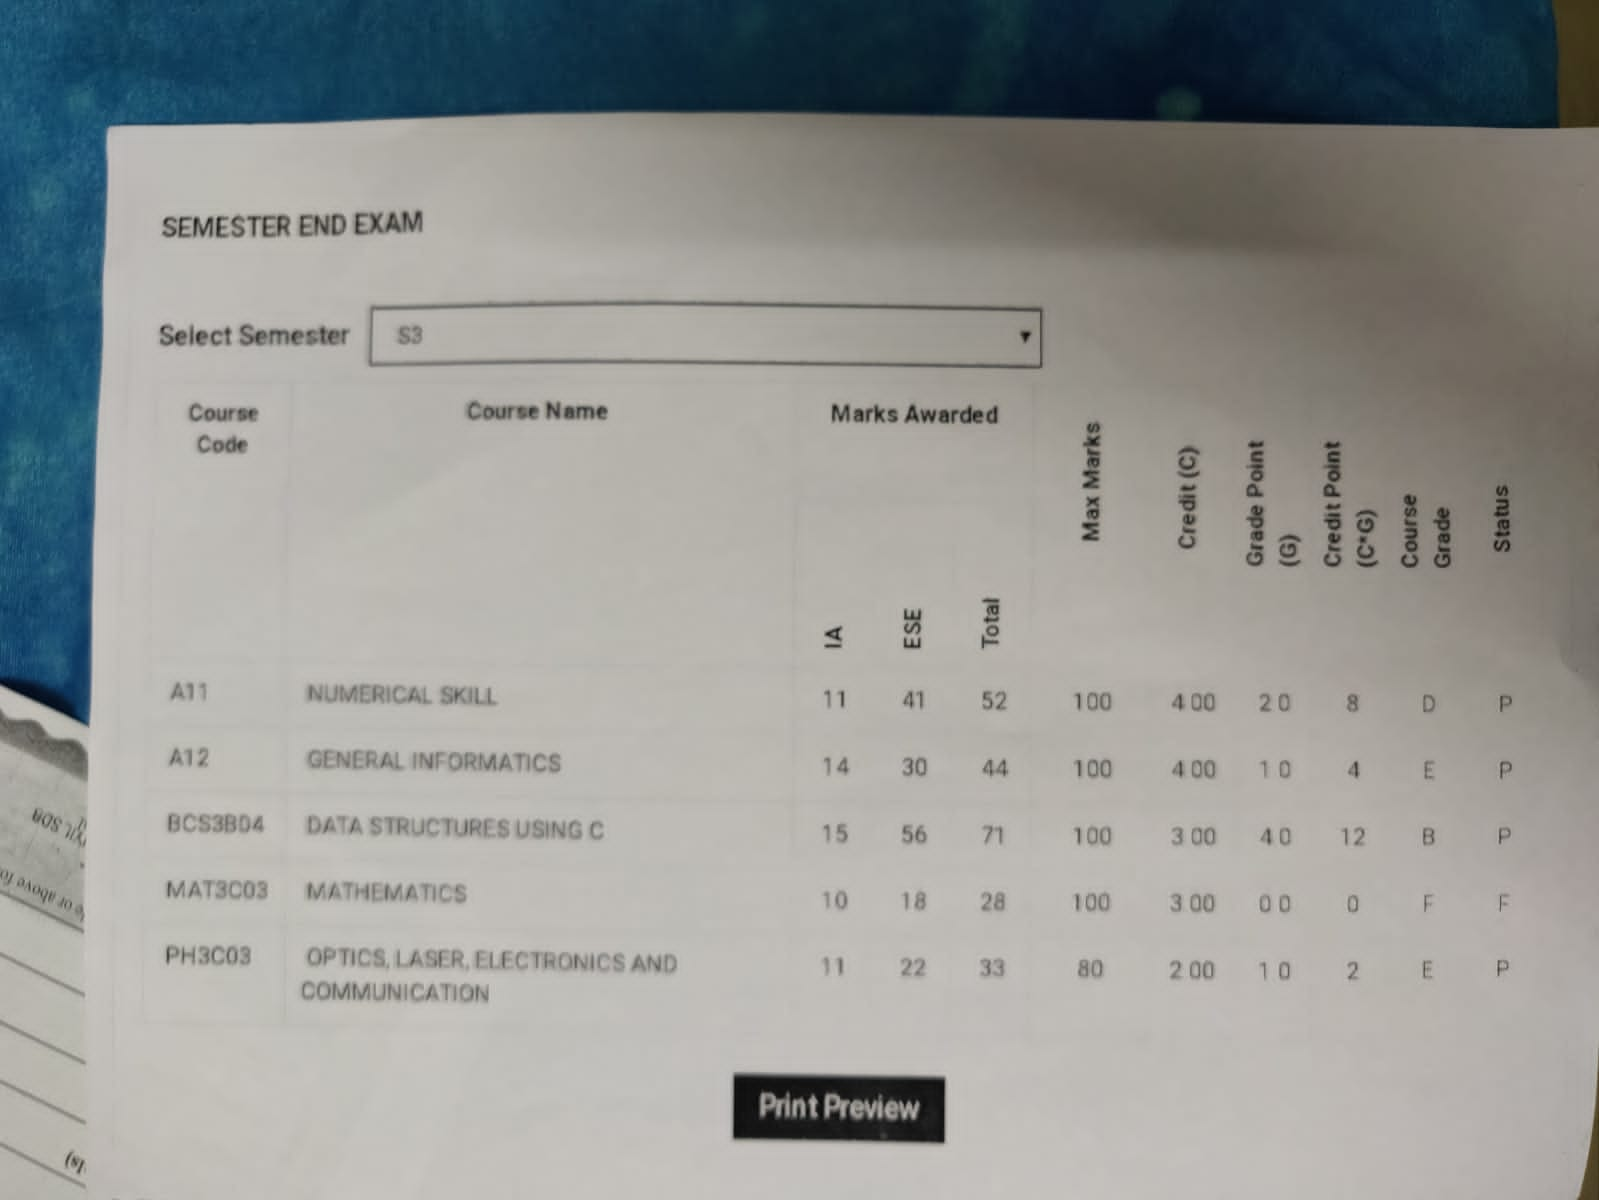 SEMESTER END EXAM
Select Semester S3
Course Code Course Name Marks Awarded Max Marks Credit (C) Grade Point (G) Credit Point (C*G) Course Grade Status
IA ESE Total
A11 NUMERICAL SKILL 11 41 52 100 4 00 2 0 8 D P
A12 GENERAL INFORMATICS 14 30 44 100 4 00 1 0 4 E P
BCS3B04 DATA STRUCTURES USING C 15 56 71 100 3 00 4 0 12 B P
MAT3C03 MATHEMATICS 10 18 28 100 3 00 0 0 0 F F
PH3C03 OPTICS, LASER, ELECTRONICS AND 11 22 33 80 2 00 1 0 2 E P
COMMUNICATION
Print Preview
or above